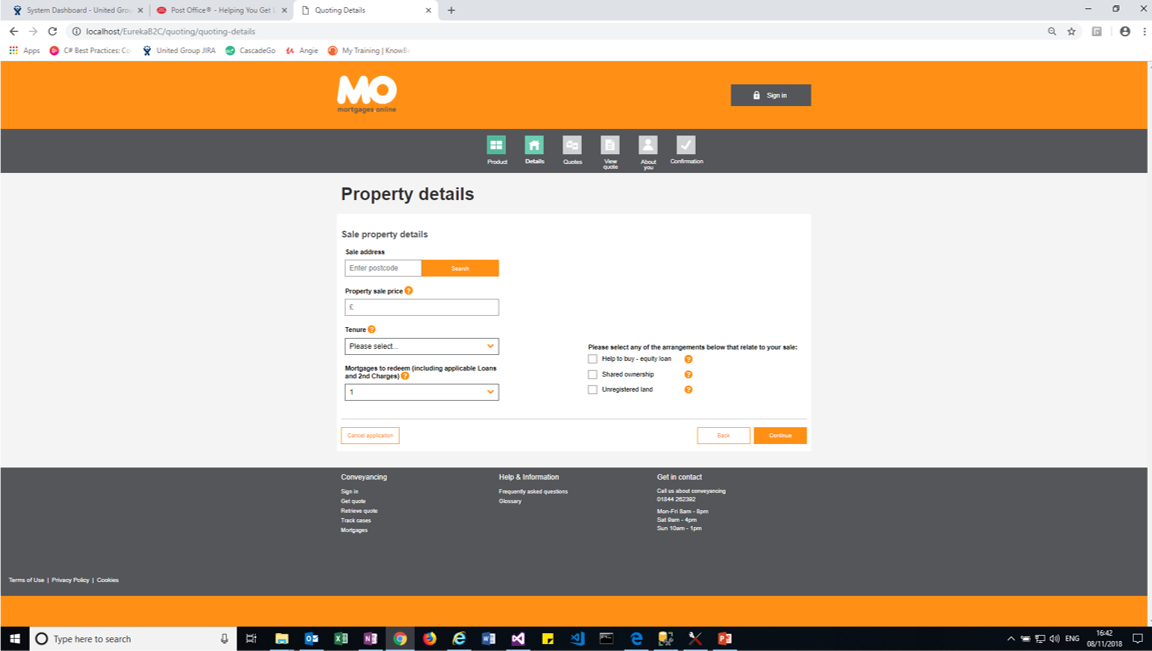 System Dashboard - United Grou
Post Office® - Helping You Get U
Quoting Details
localhost/EurekaB2C/quoting/quoting-details
Apps
C# Best Practices: Co
United Group JIRA
CascadeGo
Angie
My Training | Knowl
MO
mortgages online
Sign in
Product
Details
Quotes
View quote
About you
Confirmation
Property details
Sale property details
Sale address
Enter postcode
Search
Property sale price ?
£
Tenure ?
Please select...
Mortgages to redeem (including applicable Loans
and 2nd Charges) ?
1
Please select any of the arrangements below that relate to your sale:
Help to buy - equity loan ?
Shared ownership ?
Unregistered land ?
Cancel application
Back
Continue
Conveyancing
Sign in
Get quote
Retrieve quote
Track cases
Mortgages
Help & Information
Frequently asked questions
Glossary
Get in contact
Call us about conveyancing
01844 262392
Mon-Fri 8am - 8pm
Sat 9am - 4pm
Sun 10am - 1pm
Terms of Use | Privacy Policy | Cookies
Type here to search
ENG
16:42
08/11/2018